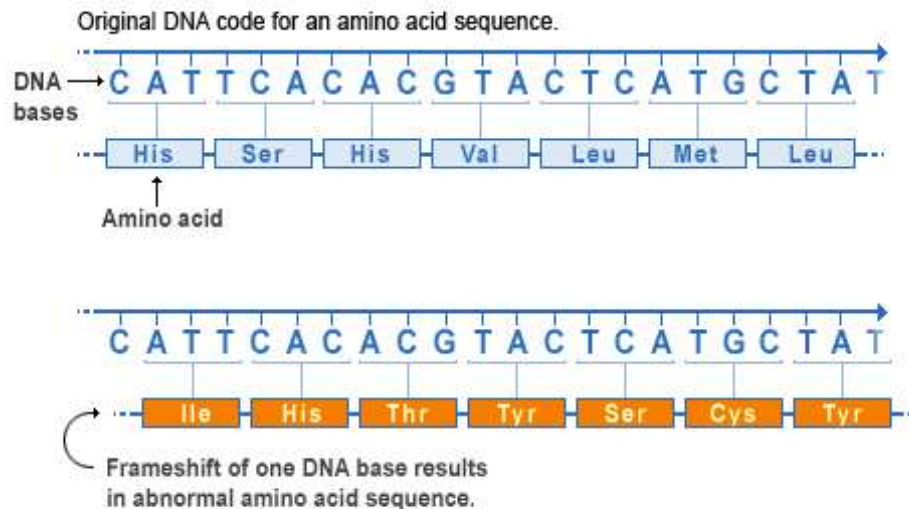 Original DNA code for an amino acid sequence.
DNA bases
C A T T C A C A C G T A C T C A T G C T A T
His Ser His Val Leu Met Leu
Amino acid
C A T T C A C A C G T A C T C A T G C T A T
Ile His Thr Tyr Ser Cys Tyr
Frameshift of one DNA base results
in abnormal amino acid sequence.